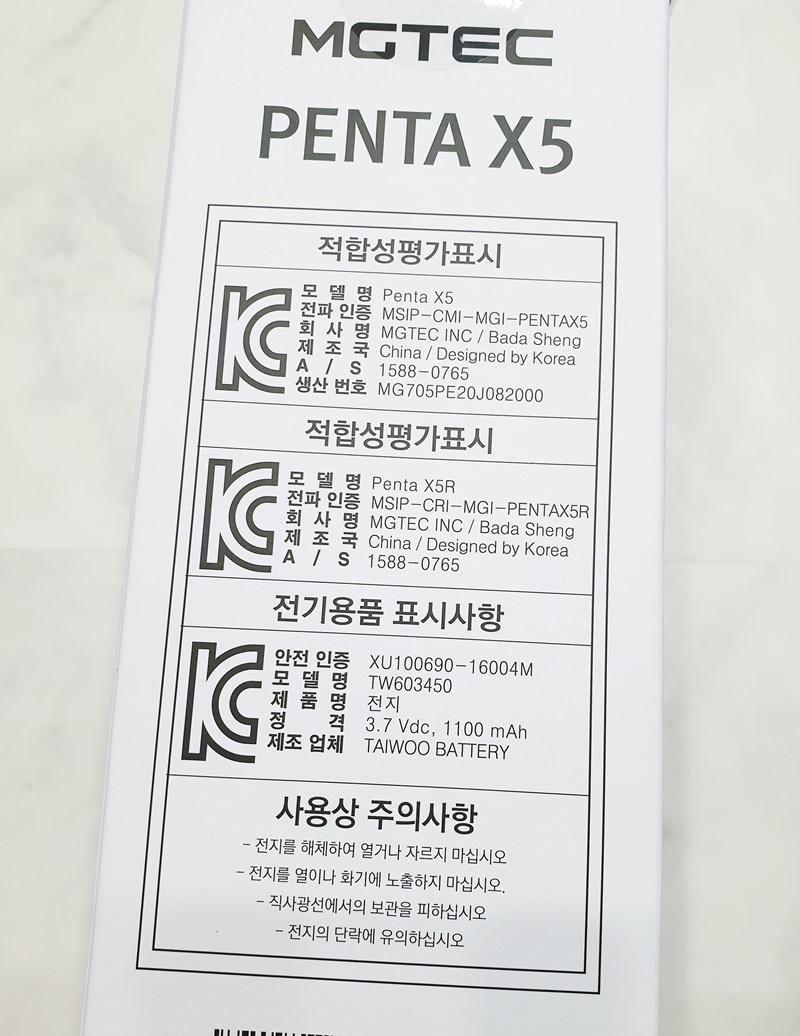 MGTEC
PENTA X5
적합성평가표시
모 델 명 Penta X5
전파 인증 MSIP-CMI-MGI-PENTAX5
회 사 명 MGTEC INC / Bada Sheng
제 조 국 China / Designed by Korea
A / S 1588-0765
생산 번호 MG705PE20J082000
적합성평가표시
모 델 명 Penta X5R
전파 인증 MSIP-CRI-MGI-PENTAX5R
회 사 명 MGTEC INC / Bada Sheng
제 조 국 China / Designed by Korea
A / S 1588-0765
전기용품 표시사항
안전 인증 XU100690-16004M
모 델 명 TW603450
제 품 명 전지
정 격 3.7 Vdc, 1100 mAh
제조 업체 TAIWOO BATTERY
사용상 주의사항
- 전지를 해체하여 열거나 자르지 마십시오
- 전지를 열이나 화기에 노출하지 마십시오.
- 직사광선에서의 보관을 피하십시오
- 전지의 단락에 유의하십시오